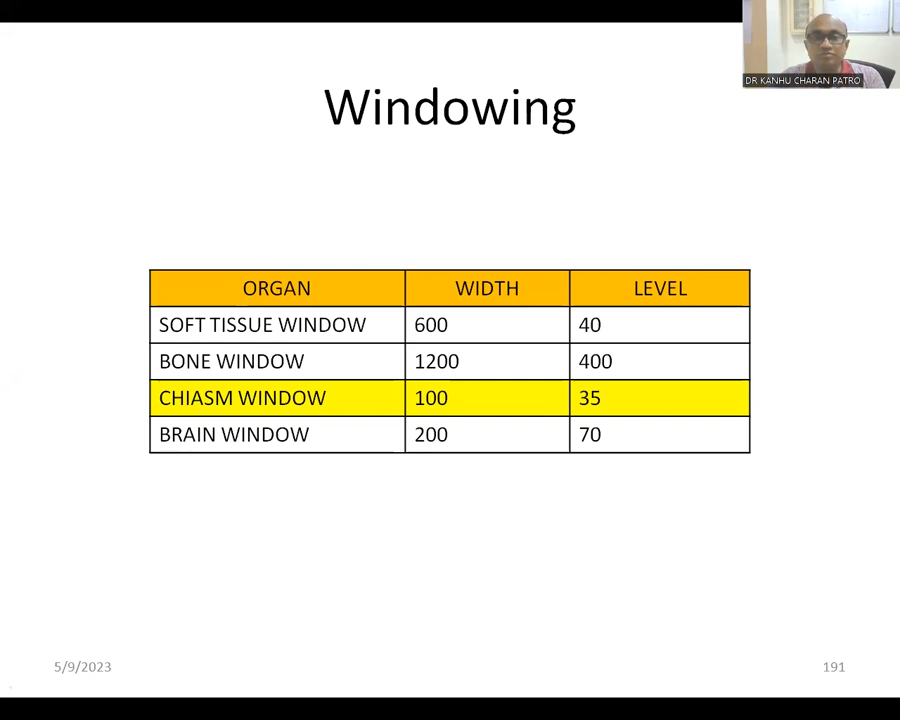 DR KANHU CHARAN PATRO
Windowing
ORGAN WIDTH LEVEL
SOFT TISSUE WINDOW 600 40
BONE WINDOW 1200 400
CHIASM WINDOW 100 35
BRAIN WINDOW 200 70
5/9/2023 191